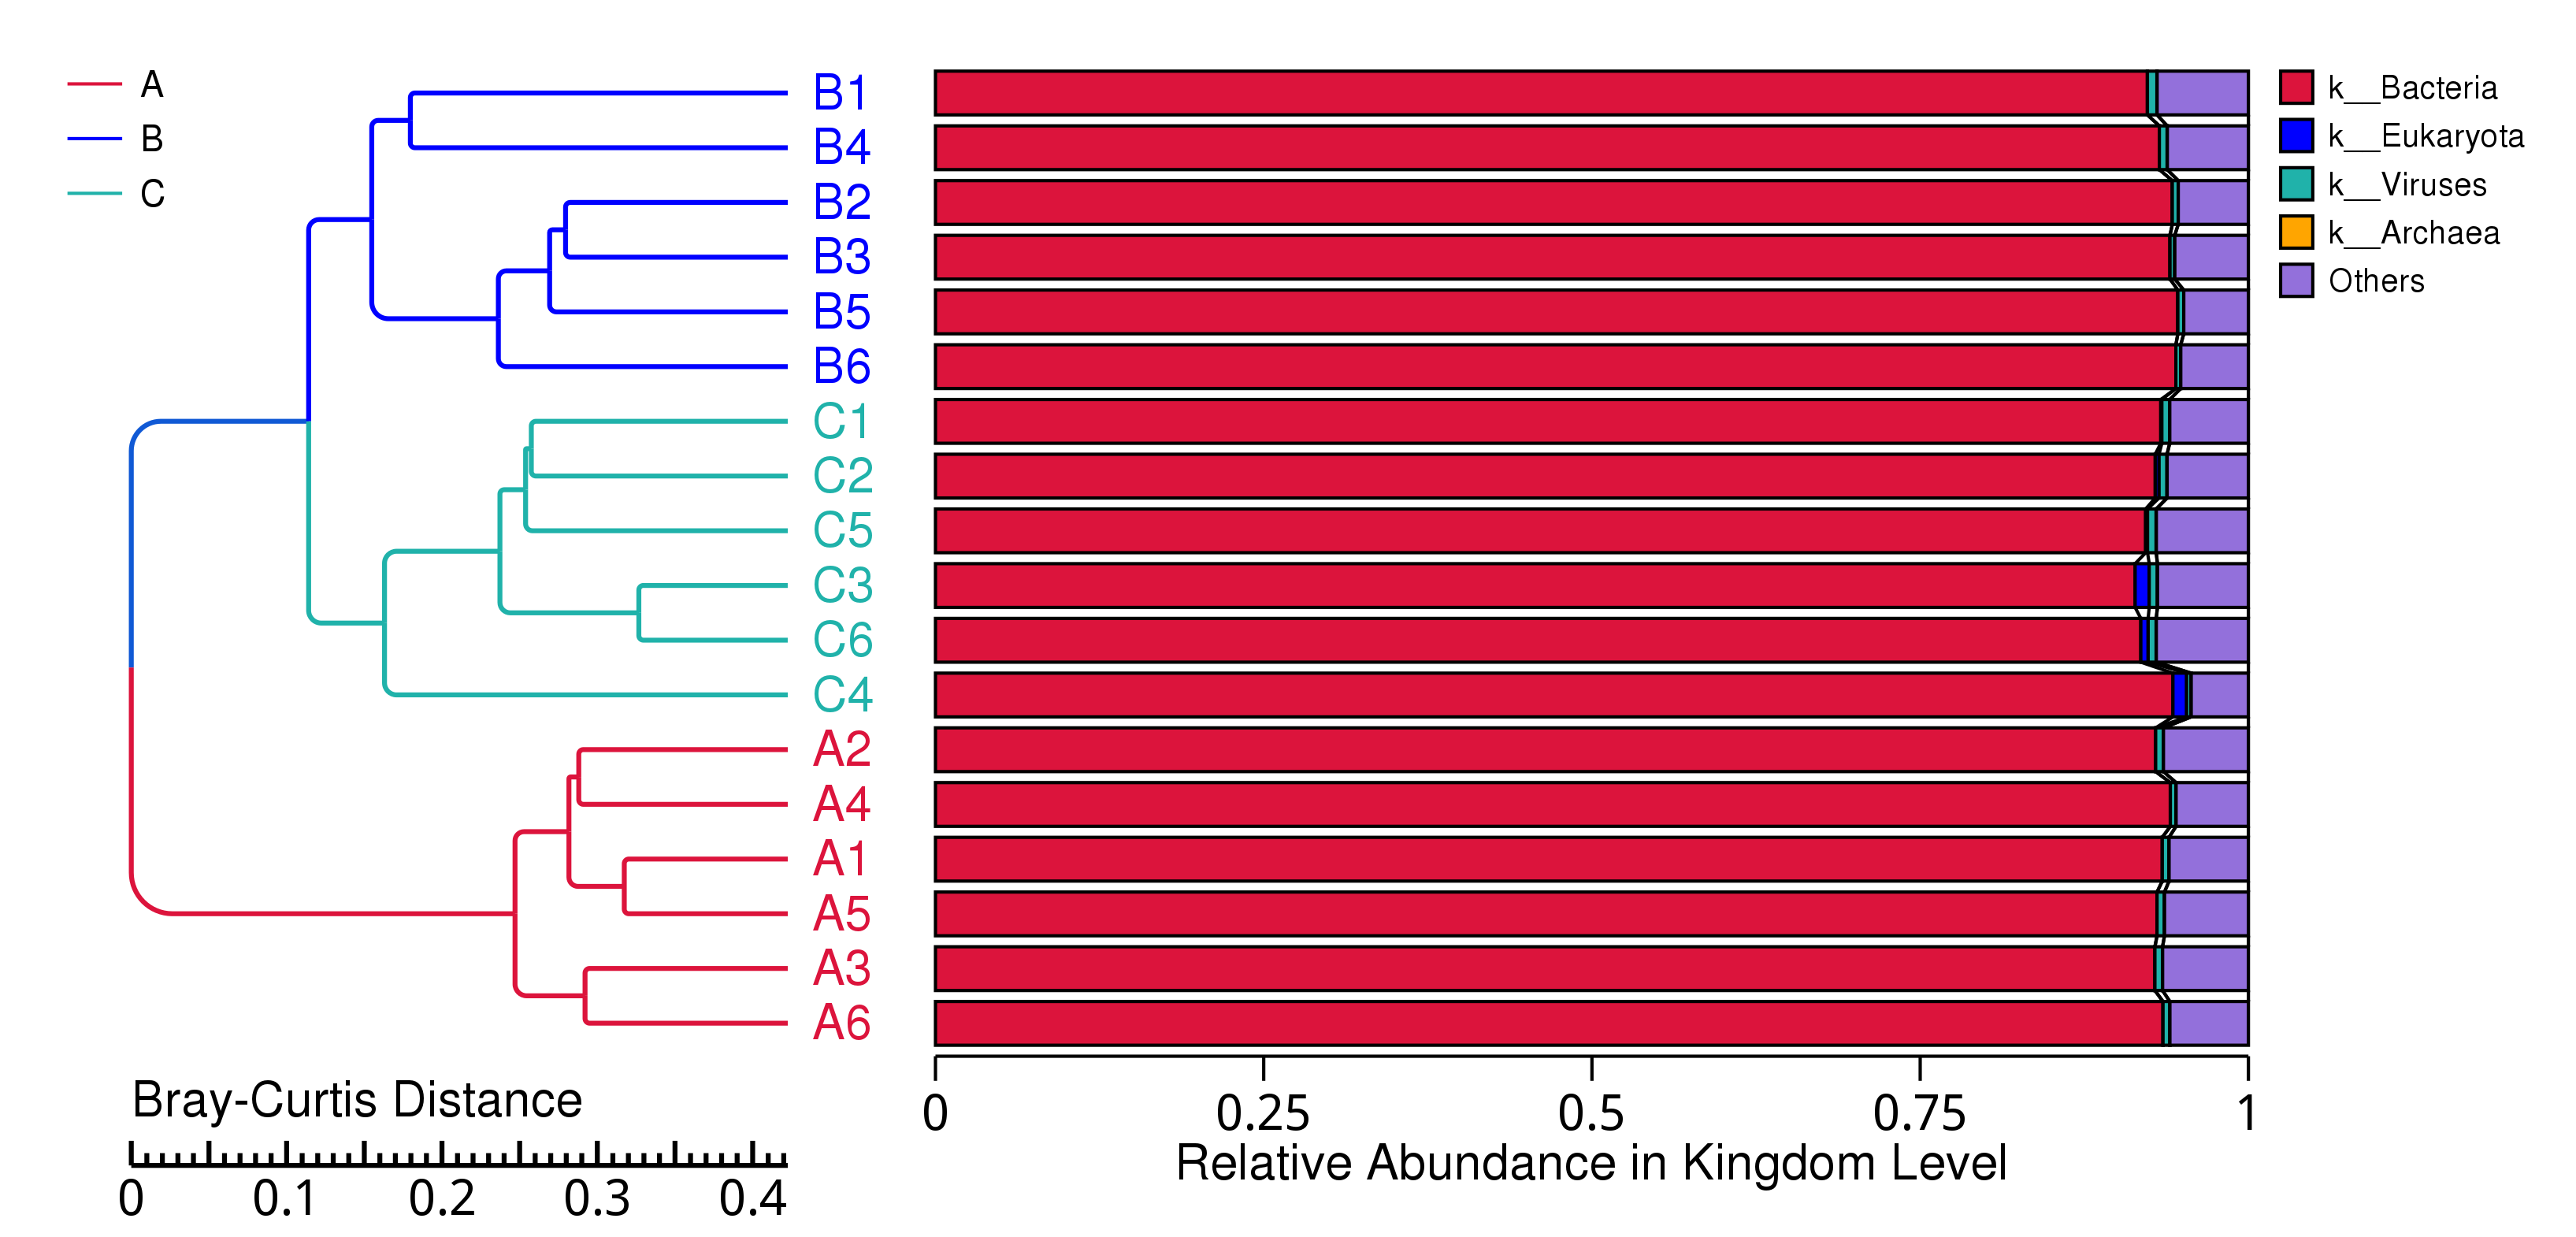 A
B
C
B1
B4
B2
B3
B5
B6
C1
C2
C5
C3
C6
C4
A2
A4
A1
A5
A3
A6
k__Bacteria
k__Eukaryota
k__Viruses
k__Archaea
Others
0 0.25 0.5 0.75 1
Relative Abundance in Kingdom Level
Bray-Curtis Distance
0 0.1 0.2 0.3 0.4